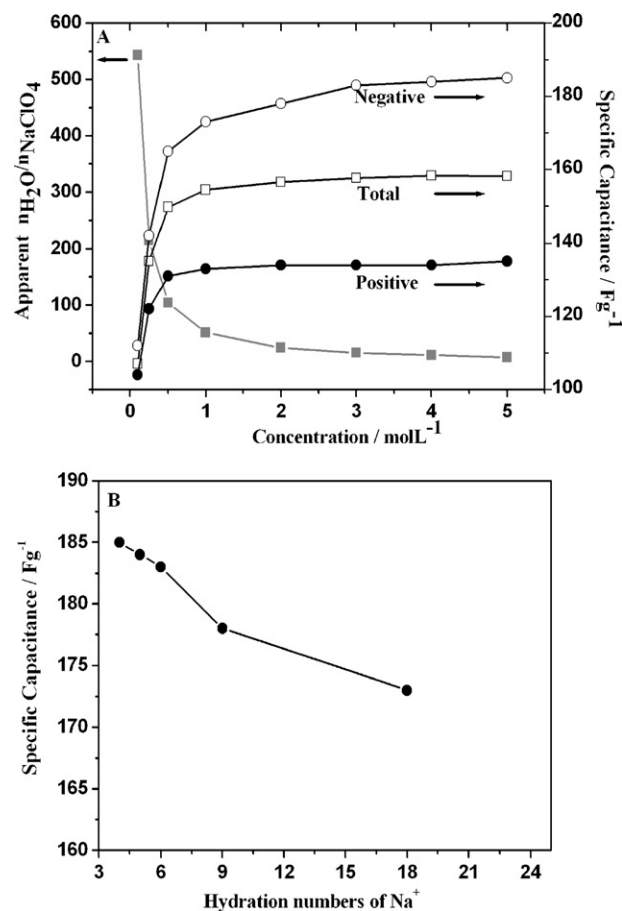 A
600
500
400
300
200
100
0
Apparent nH2O/nNaClO4
200
180
160
140
120
100
Specific Capacitance / Fg-1
Negative
Total
Positive
0 1 2 3 4 5
Concentration / molL-1
B
190
185
180
175
170
165
160
Specific Capacitance / Fg-1
3 6 9 12 15 18 21 24
Hydration numbers of Na+